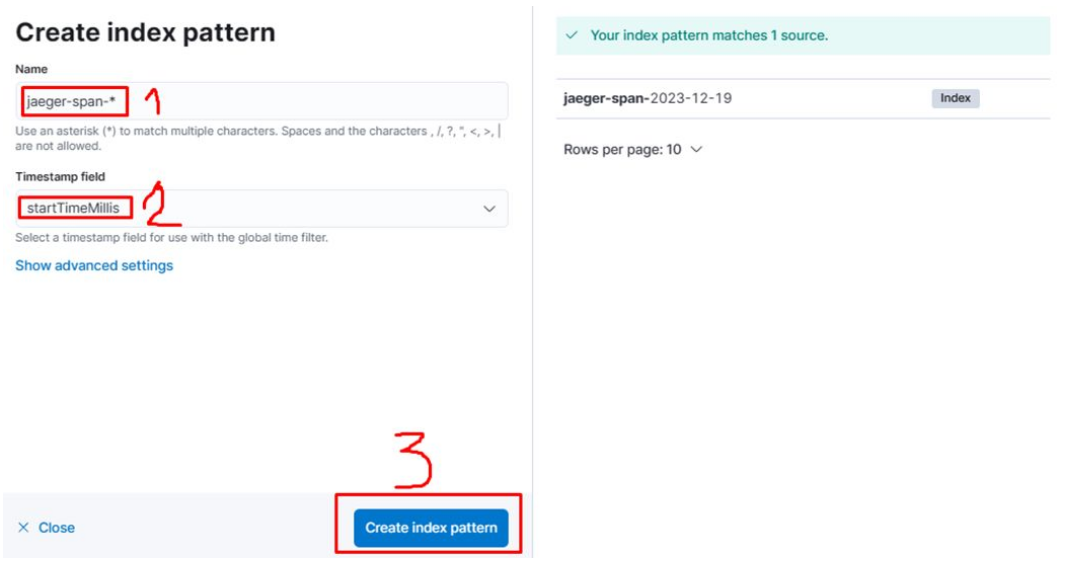 Create index pattern
Name
jaeger-span-*
1
Use an asterisk (*) to match multiple characters. Spaces and the characters , /, ?, ", <, >, |
are not allowed.
Timestamp field
startTimeMillis
2
Select a timestamp field for use with the global time filter.
Show advanced settings
3
× Close
Create index pattern
✓ Your index pattern matches 1 source.
jaeger-span-2023-12-19
Index
Rows per page: 10